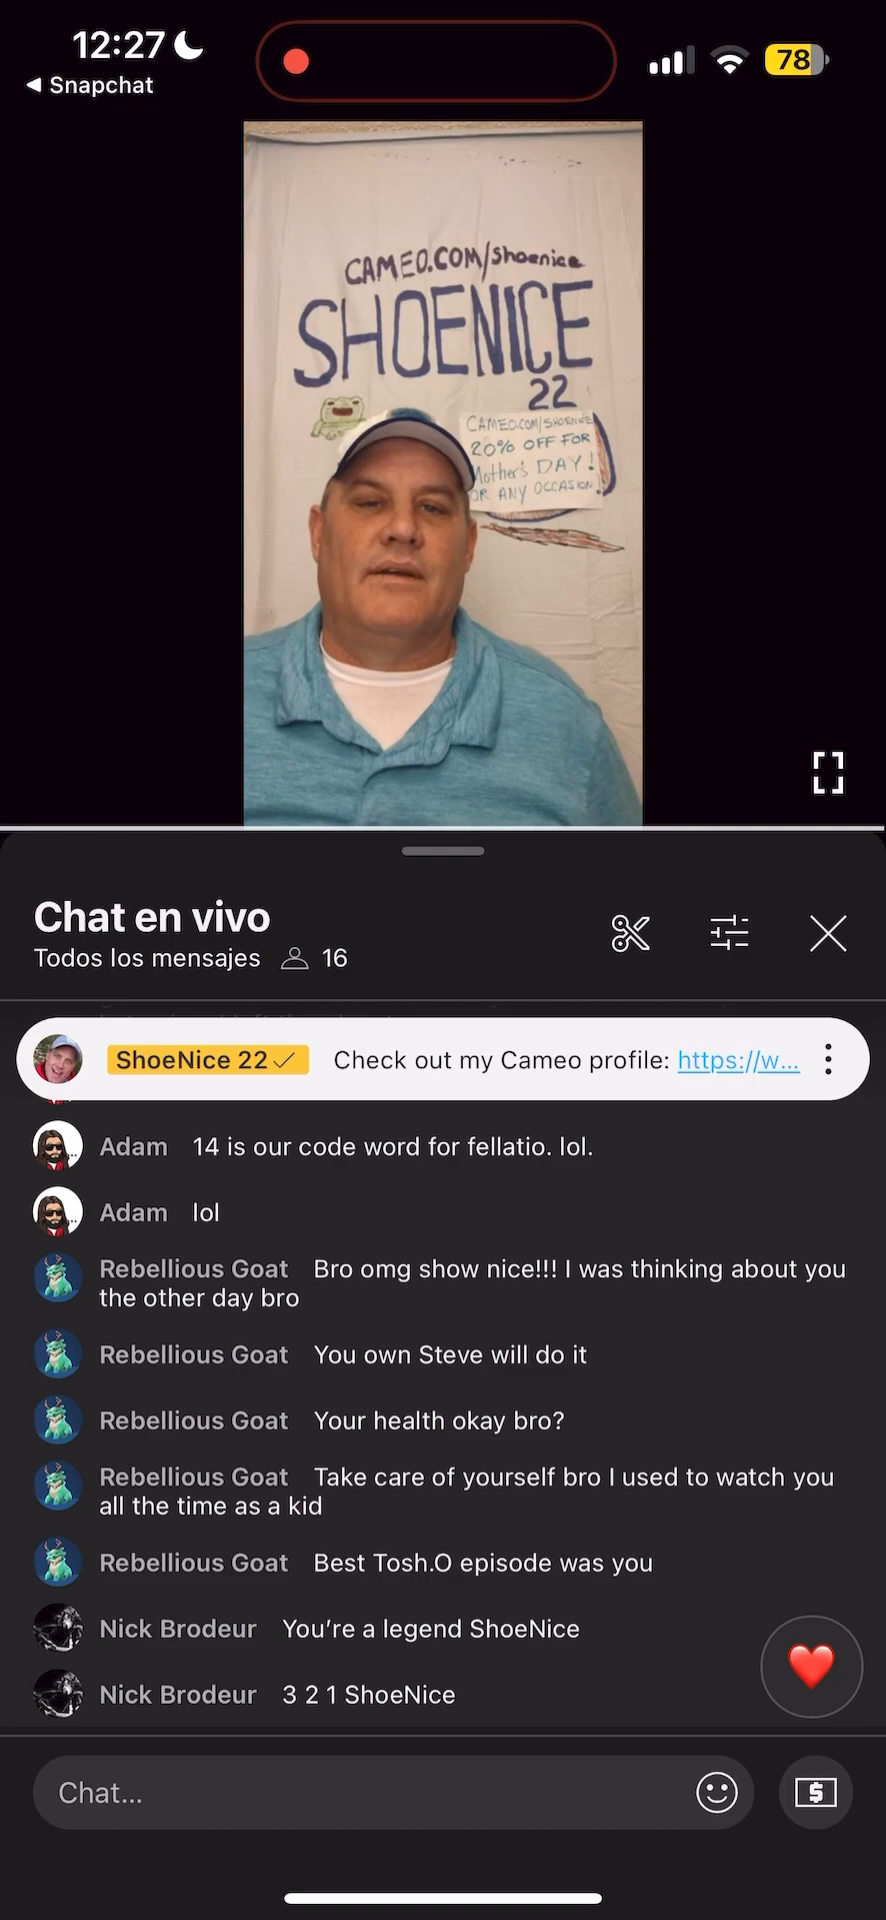 12:27
Snapchat
78
CAMEO.COM/shoenice
SHOENICE
22
CAMEO.COM/SHOENICE
20% OFF FOR
Mother's DAY!
OR ANY OCCASION!
Chat en vivo
Todos los mensajes 16
ShoeNice 22 Check out my Cameo profile: https://w...
Adam 14 is our code word for fellatio. lol.
Adam lol
Rebellious Goat Bro omg show nice!!! I was thinking about you
the other day bro
Rebellious Goat You own Steve will do it
Rebellious Goat Your health okay bro?
Rebellious Goat Take care of yourself bro I used to watch you
all the time as a kid
Rebellious Goat Best Tosh.O episode was you
Nick Brodeur You’re a legend ShoeNice
Nick Brodeur 3 2 1 ShoeNice
Chat...